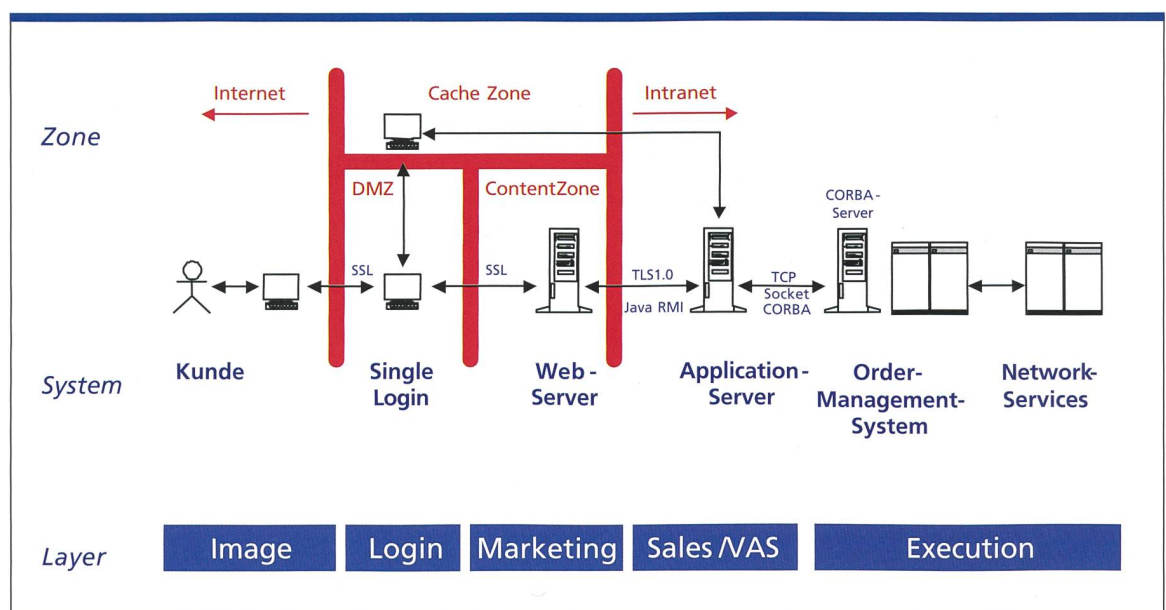 Internet
Cache Zone
Intranet
Zone
DMZ
ContentZone
CORBA-
Server
SSL
SSL
TLS1.0
Java RMI
TCP
Socket
CORBA
System
Kunde
Single
Login
Web-
Server
Application-
Server
Order-
Management-
System
Network-
Services
Layer
Image
Login
Marketing
Sales /VAS
Execution